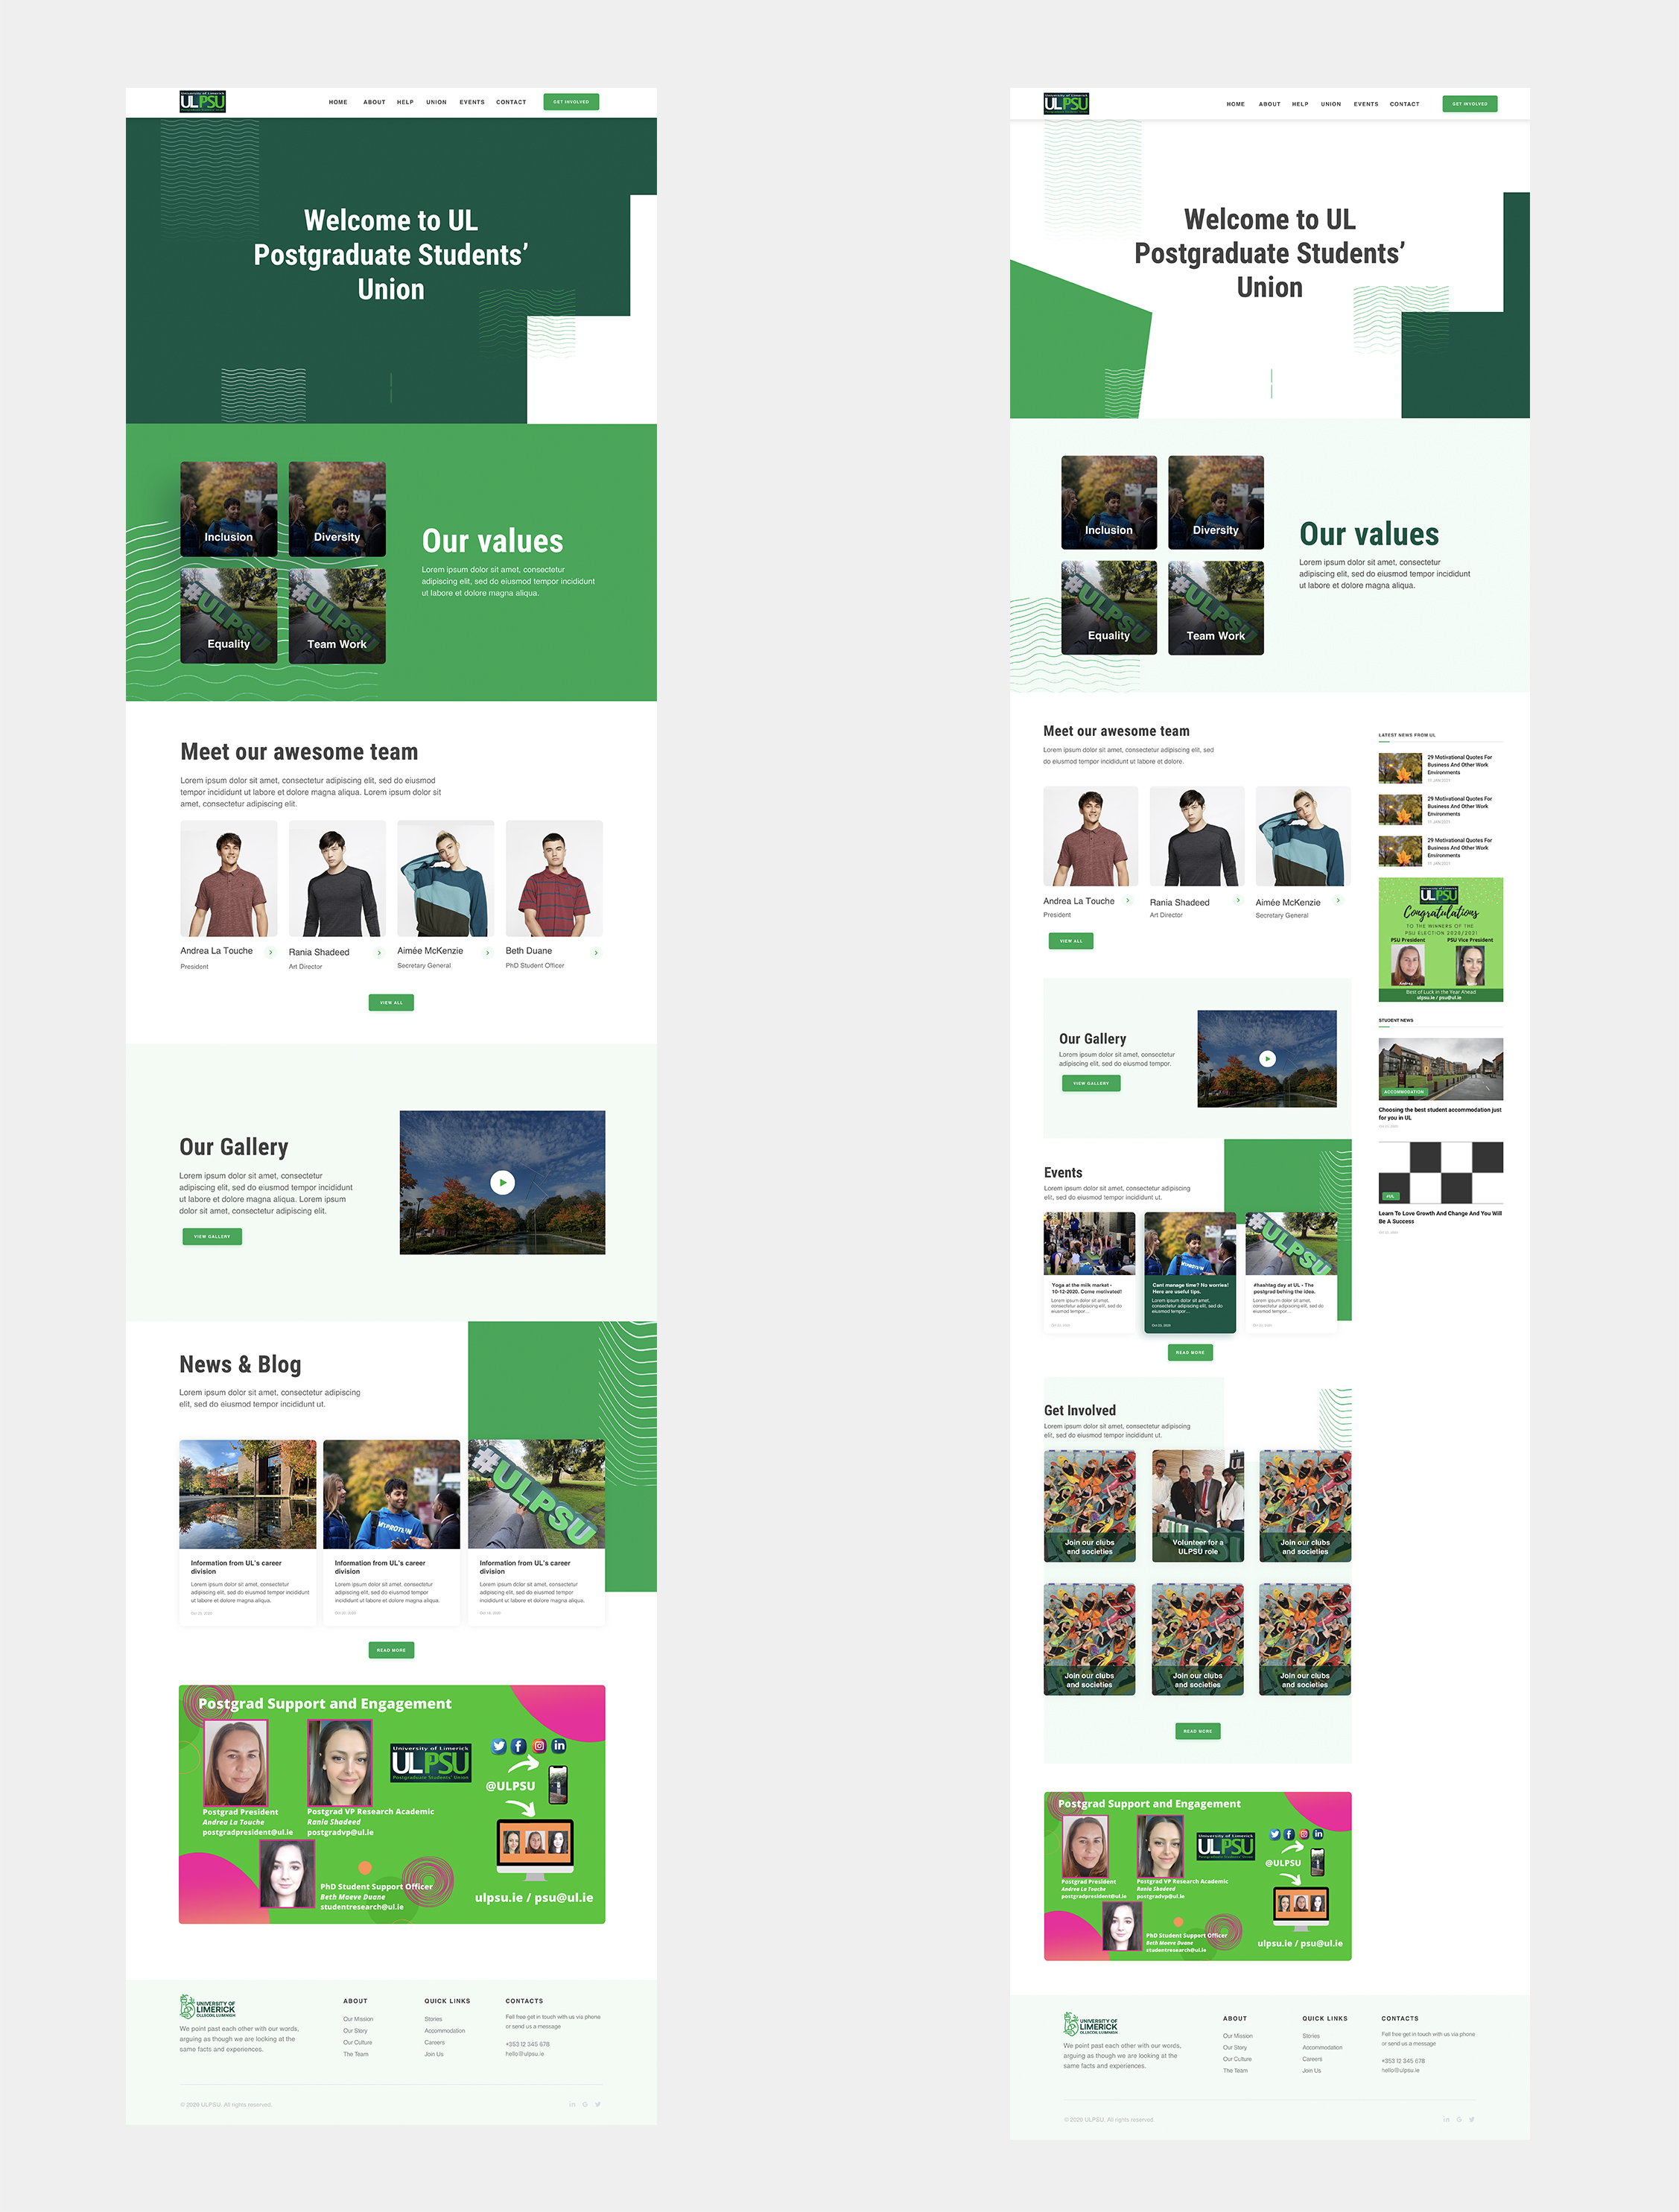 University of Limerick
ULPSU
HOME ABOUT HELP UNION EVENTS CONTACT GET INVOLVED
Welcome to UL
Postgraduate Students’
Union
Inclusion
Diversity
#ULPSU
Equality
#ULPSU
Team Work
Our values
Lorem ipsum dolor sit amet, consectetur
adipiscing elit, sed do eiusmod tempor incididunt
ut labore et dolore magna aliqua.
Meet our awesome team
Lorem ipsum dolor sit amet, consectetur adipiscing elit, sed do eiusmod
tempor incididunt ut labore et dolore magna aliqua. Lorem ipsum dolor sit
amet, consectetur adipiscing elit.
Andrea La Touche
President
Rania Shadeed
Art Director
Aimée McKenzie
Secretary General
Beth Duane
PhD Student Officer
VIEW ALL
Our Gallery
Lorem ipsum dolor sit amet, consectetur
adipiscing elit, sed do eiusmod tempor incididunt
ut labore et dolore magna aliqua. Lorem ipsum
dolor sit amet, consectetur adipiscing elit.
VIEW GALLERY
News & Blog
Lorem ipsum dolor sit amet, consectetur adipiscing
elit, sed do eiusmod tempor incididunt ut.
#ULPSU
Information from UL’s career
division
Lorem ipsum dolor sit amet, consectetur
adipiscing elit, sed do eiusmod tempor incididunt
ut labore et dolore magna aliqua.
Oct 22, 2020
Information from UL’s career
division
Lorem ipsum dolor sit amet, consectetur
adipiscing elit, sed do eiusmod tempor
incididunt ut labore et dolore magna aliqua.
Oct 20, 2020
Information from UL’s career
division
Lorem ipsum dolor sit amet, consectetur
adipiscing elit, sed do eiusmod tempor
incididunt ut labore et dolore magna aliqua.
Oct 19, 2020
READ MORE
Postgrad Support and Engagement
Postgrad President
Andrea La Touche
postgradpresident@ul.ie
Postgrad VP Research Academic
Rania Shadeed
postgradvp@ul.ie
University of Limerick
ULPSU
Postgraduate Students' Union
@ULPSU
PhD Student Support Officer
Beth Maeve Duane
studentresearch@ul.ie
ulpsu.ie / psu@ul.ie
UNIVERSITY OF
LIMERICK
OLLSCOIL LUIMNIGH
We point past each other with our words,
arguing as though we are looking at the
same facts and experiences.
ABOUT
Our Mission
Our Story
Our Culture
The Team
QUICK LINKS
Stories
Accommodation
Careers
Join Us
CONTACTS
Fell free get in touch with us via phone
or send us a message
+353 12 345 678
hello@ulpsu.ie
© 2020 ULPSU. All rights reserved.
University of Limerick
ULPSU
HOME ABOUT HELP UNION EVENTS CONTACT GET INVOLVED
Welcome to UL
Postgraduate Students’
Union
Inclusion
Diversity
#ULPSU
Equality
#ULPSU
Team Work
Our values
Lorem ipsum dolor sit amet, consectetur
adipiscing elit, sed do eiusmod tempor incididunt
ut labore et dolore magna aliqua.
Meet our awesome team
Lorem ipsum dolor sit amet, consectetur adipiscing elit, sed
do eiusmod tempor incididunt ut labore et dolore.
Andrea La Touche
President
Rania Shadeed
Art Director
Aimée McKenzie
Secretary General
VIEW ALL
Our Gallery
Lorem ipsum dolor sit amet, consectetur
adipiscing elit, sed do eiusmod tempor.
VIEW GALLERY
Events
Lorem ipsum dolor sit amet, consectetur adipiscing
elit, sed do eiusmod tempor incididunt ut.
#ULPSU
Yoga at the milk market -
10-12-2020. Come motivated!
Lorem ipsum dolor sit amet,
consectetur adipiscing elit, sed do
eiusmod tempor...
Cant manage time? No worries!
Here are useful tips.
Lorem ipsum dolor sit amet,
consectetur adipiscing elit, sed do
eiusmod tempor...
#hashtag day at UL - The
postgrad behing the idea.
Lorem ipsum dolor sit amet,
consectetur adipiscing elit, sed do
eiusmod tempor...
READ MORE
Get Involved
Lorem ipsum dolor sit amet, consectetur adipiscing
elit, sed do eiusmod tempor incididunt ut.
Join our clubs
and societies
Volunteer for a
ULPSU role
Join our clubs
and societies
Join our clubs
and societies
Join our clubs
and societies
Join our clubs
and societies
READ MORE
LATEST NEWS FROM UL
29 Motivational Quotes For
Business And Other Work
Environments
15 JAN 2021
29 Motivational Quotes For
Business And Other Work
Environments
15 JAN 2021
29 Motivational Quotes For
Business And Other Work
Environments
15 JAN 2021
ULPSU
Congratulations
TO THE WINNERS OF THE
PSU ELECTION 2020/2021
PSU President
PSU Vice President
Andrea
Best of Luck in the Year Ahead
ulpsu.ie / psu@ul.ie
STUDENT NEWS
ACCOMMODATION
Choosing the best student accommodation just
for you in UL
#UL
Learn To Love Growth And Change And You Will
Be A Success
Postgrad Support and Engagement
Postgrad President
Andrea La Touche
postgradpresident@ul.ie
Postgrad VP Research Academic
Rania Shadeed
postgradvp@ul.ie
University of Limerick
ULPSU
Postgraduate Students' Union
@ULPSU
PhD Student Support Officer
Beth Maeve Duane
studentresearch@ul.ie
ulpsu.ie / psu@ul.ie
UNIVERSITY OF
LIMERICK
OLLSCOIL LUIMNIGH
We point past each other with our words,
arguing as though we are looking at the
same facts and experiences.
ABOUT
Our Mission
Our Story
Our Culture
The Team
QUICK LINKS
Stories
Accommodation
Careers
Join Us
CONTACTS
Fell free get in touch with us via phone
or send us a message
+353 12 345 678
hello@ulpsu.ie
© 2020 ULPSU. All rights reserved.